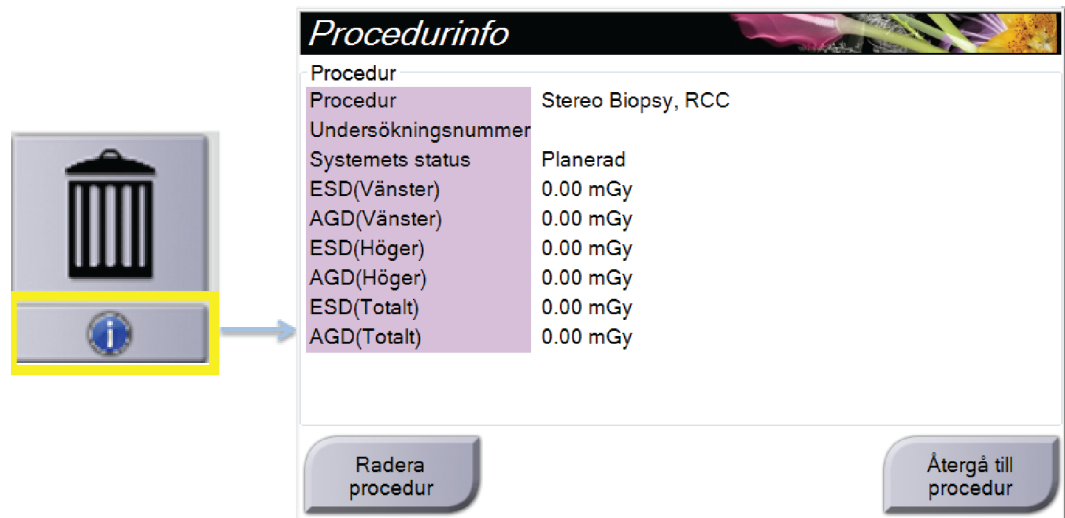 Procedurinfo
Procedur
Procedur Stereo Biopsy, RCC
Undersökningsnummer
Systemets status Planerad
ESD(Vänster) 0.00 mGy
AGD(Vänster) 0.00 mGy
ESD(Höger) 0.00 mGy
AGD(Höger) 0.00 mGy
ESD(Totalt) 0.00 mGy
AGD(Totalt) 0.00 mGy
i
Radera
procedur
Återgå till
procedur